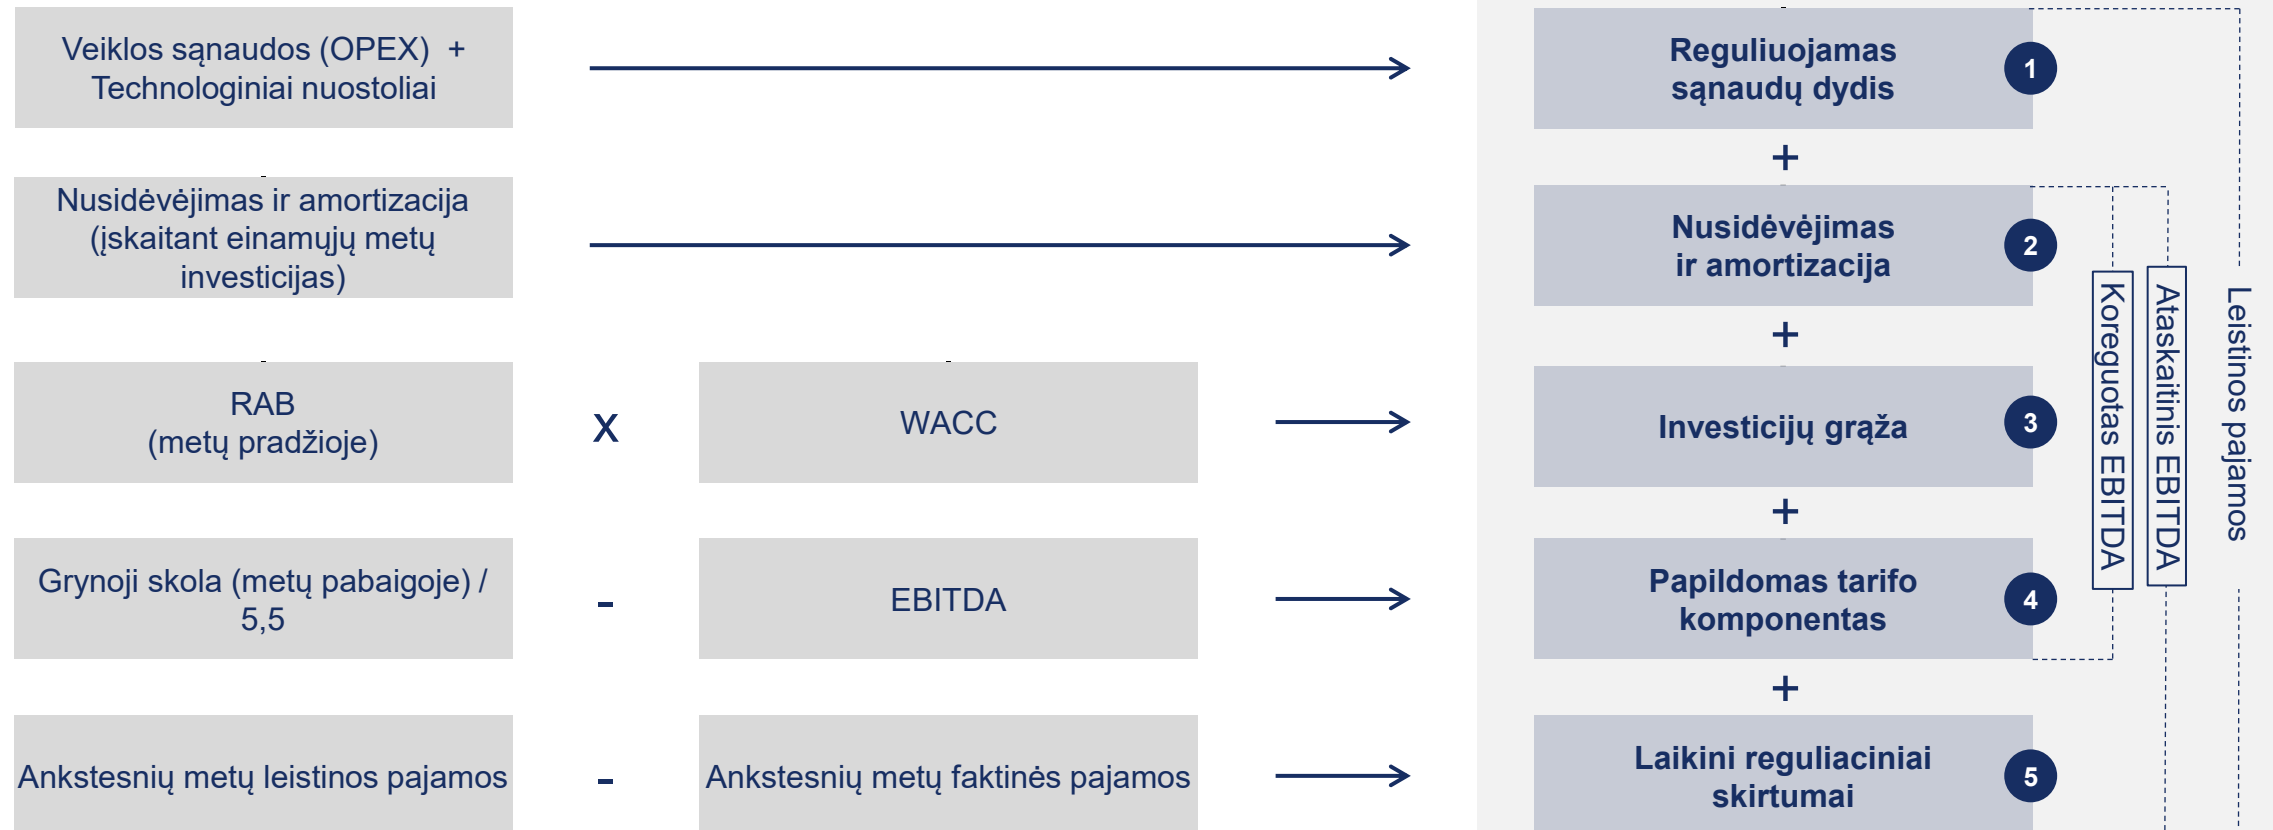 Veiklos sąnaudos (OPEX) +
Technologiniai nuostoliai
Reguliuojamas
sąnaudų dydis
1
+
Nusidėvėjimas ir amortizacija
(įskaitant einamųjų metų
investicijas)
Nusidėvėjimas
ir amortizacija
2
+
RAB
(metų pradžioje)
x
WACC
Investicijų grąža
3
+
Grynoji skola (metų pabaigoje) /
5,5
-
EBITDA
Papildomas tarifo
komponentas
4
+
Ankstesnių metų leistinos pajamos
-
Ankstesnių metų faktinės pajamos
Laikini reguliaciniai
skirtumai
5
Koreguotas EBITDA
Ataskaitinis EBITDA
Leistinos pajamos